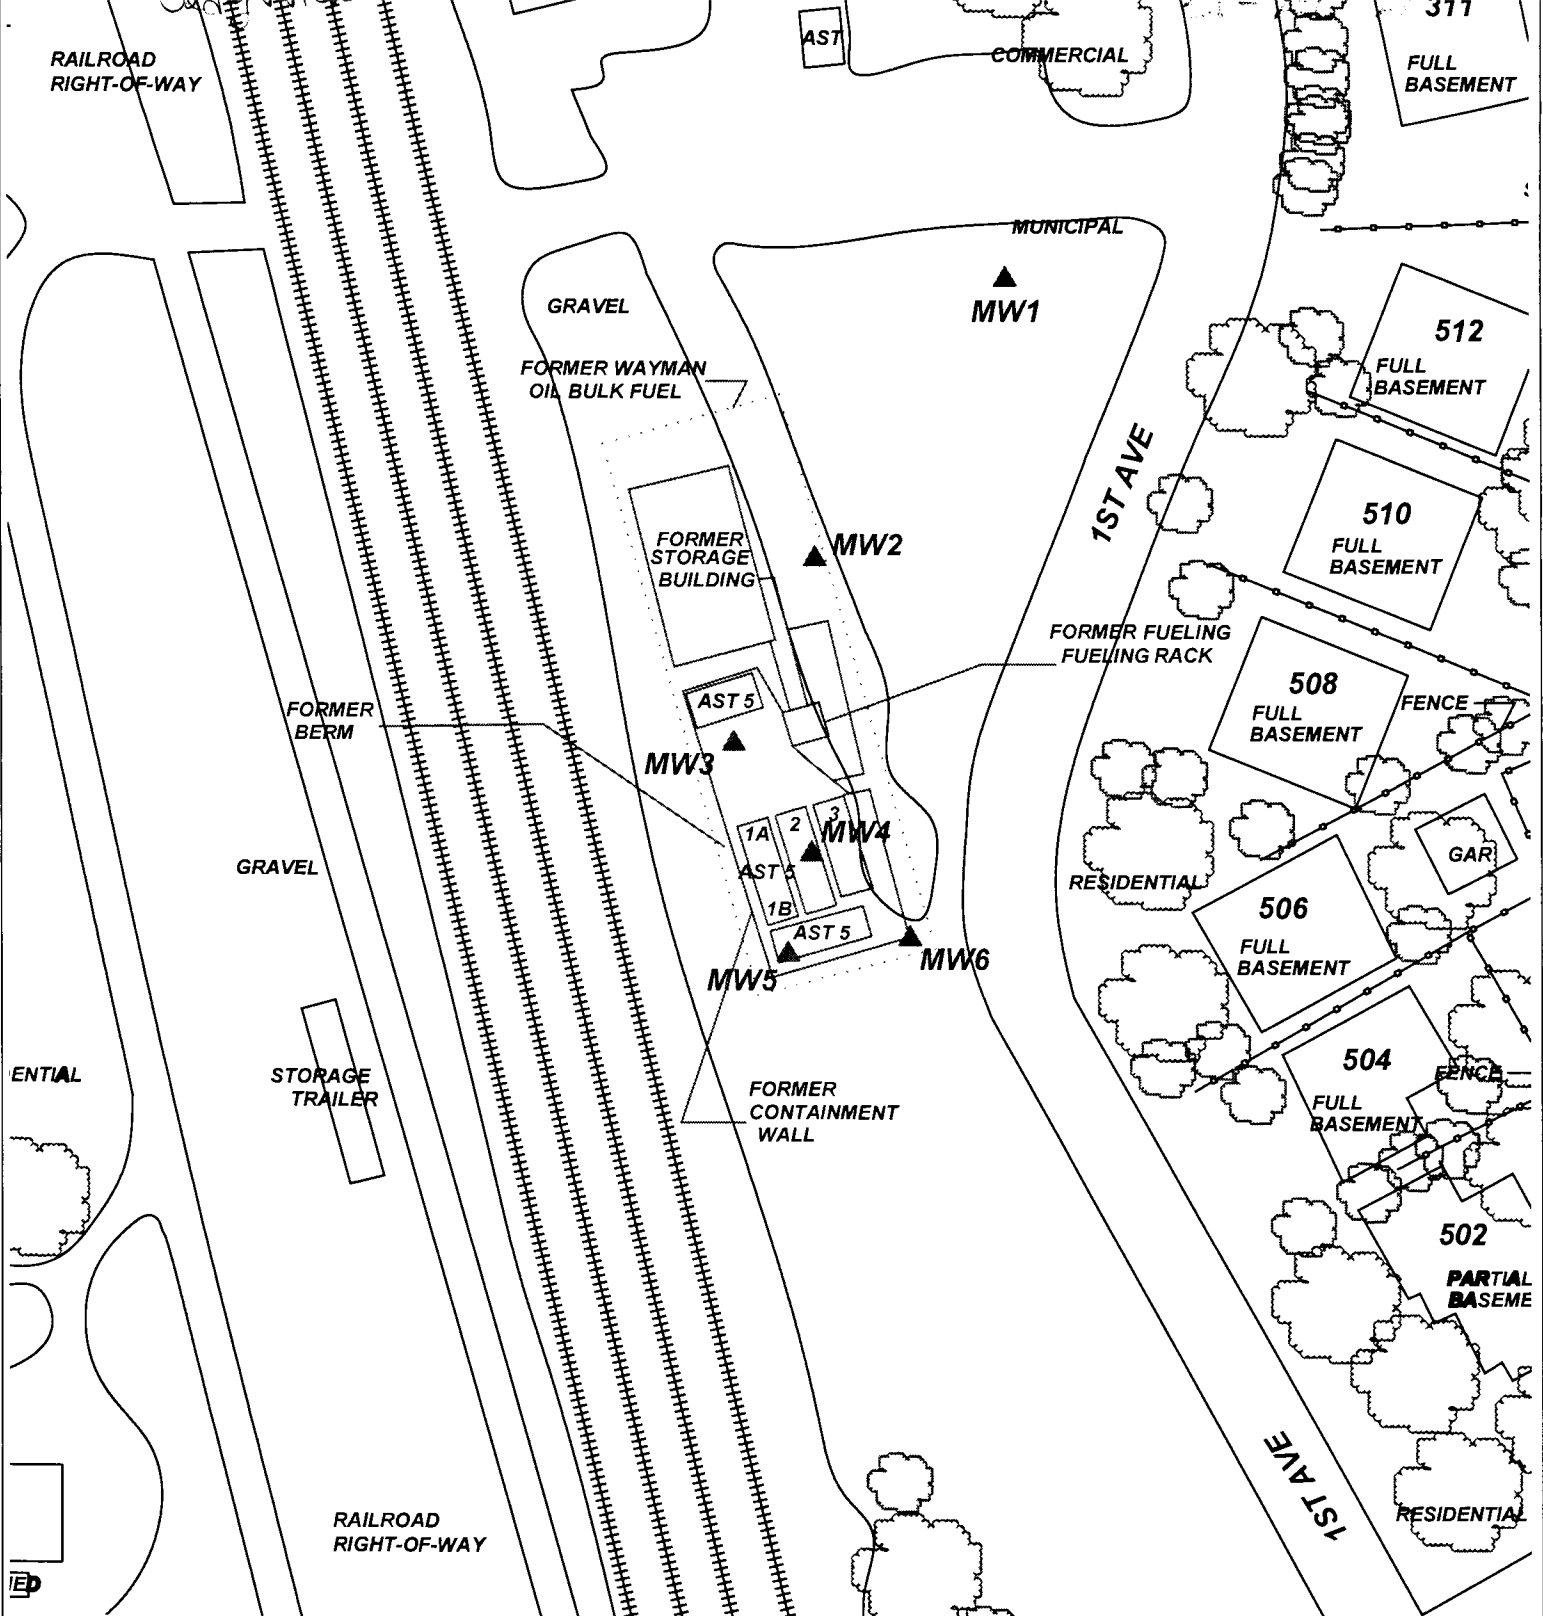 311
AST
COMMERCIAL
FULL
BASEMENT
RAILROAD
RIGHT-OF-WAY
MUNICIPAL
MW1
GRAVEL
512
FULL
BASEMENT
FORMER WAYMAN
OIL BULK FUEL
1ST AVE
510
FULL
BASEMENT
FORMER
STORAGE
BUILDING
MW2
FORMER FUELING
FUELING RACK
508
FULL
BASEMENT
FENCE
AST 5
FORMER
BERM
MW3
1A
2
3
MW4
AST 5
1B
AST 5
GRAVEL
GAR
RESIDENTIAL
506
FULL
BASEMENT
MW5
MW6
504
FULL
BASEMENT
FENCE
ENTIAL
STORAGE
TRAILER
FORMER
CONTAINMENT
WALL
502
PARTIAL
BASEME
1ST AVE
RESIDENTIAL
RAILROAD
RIGHT-OF-WAY